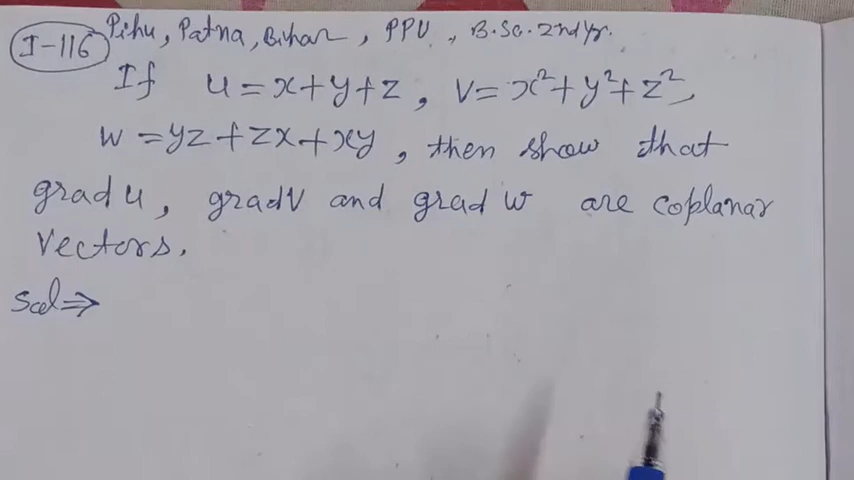 I-116 Pihu, Patna, Bihar, PPU, B.Sc. 2nd Yr.
If u = x+y+z, v = x²+y²+z²,
w = yz+zx+xy, then show that
grad u, grad v and grad w are coplanar
vectors.
Sol⇒